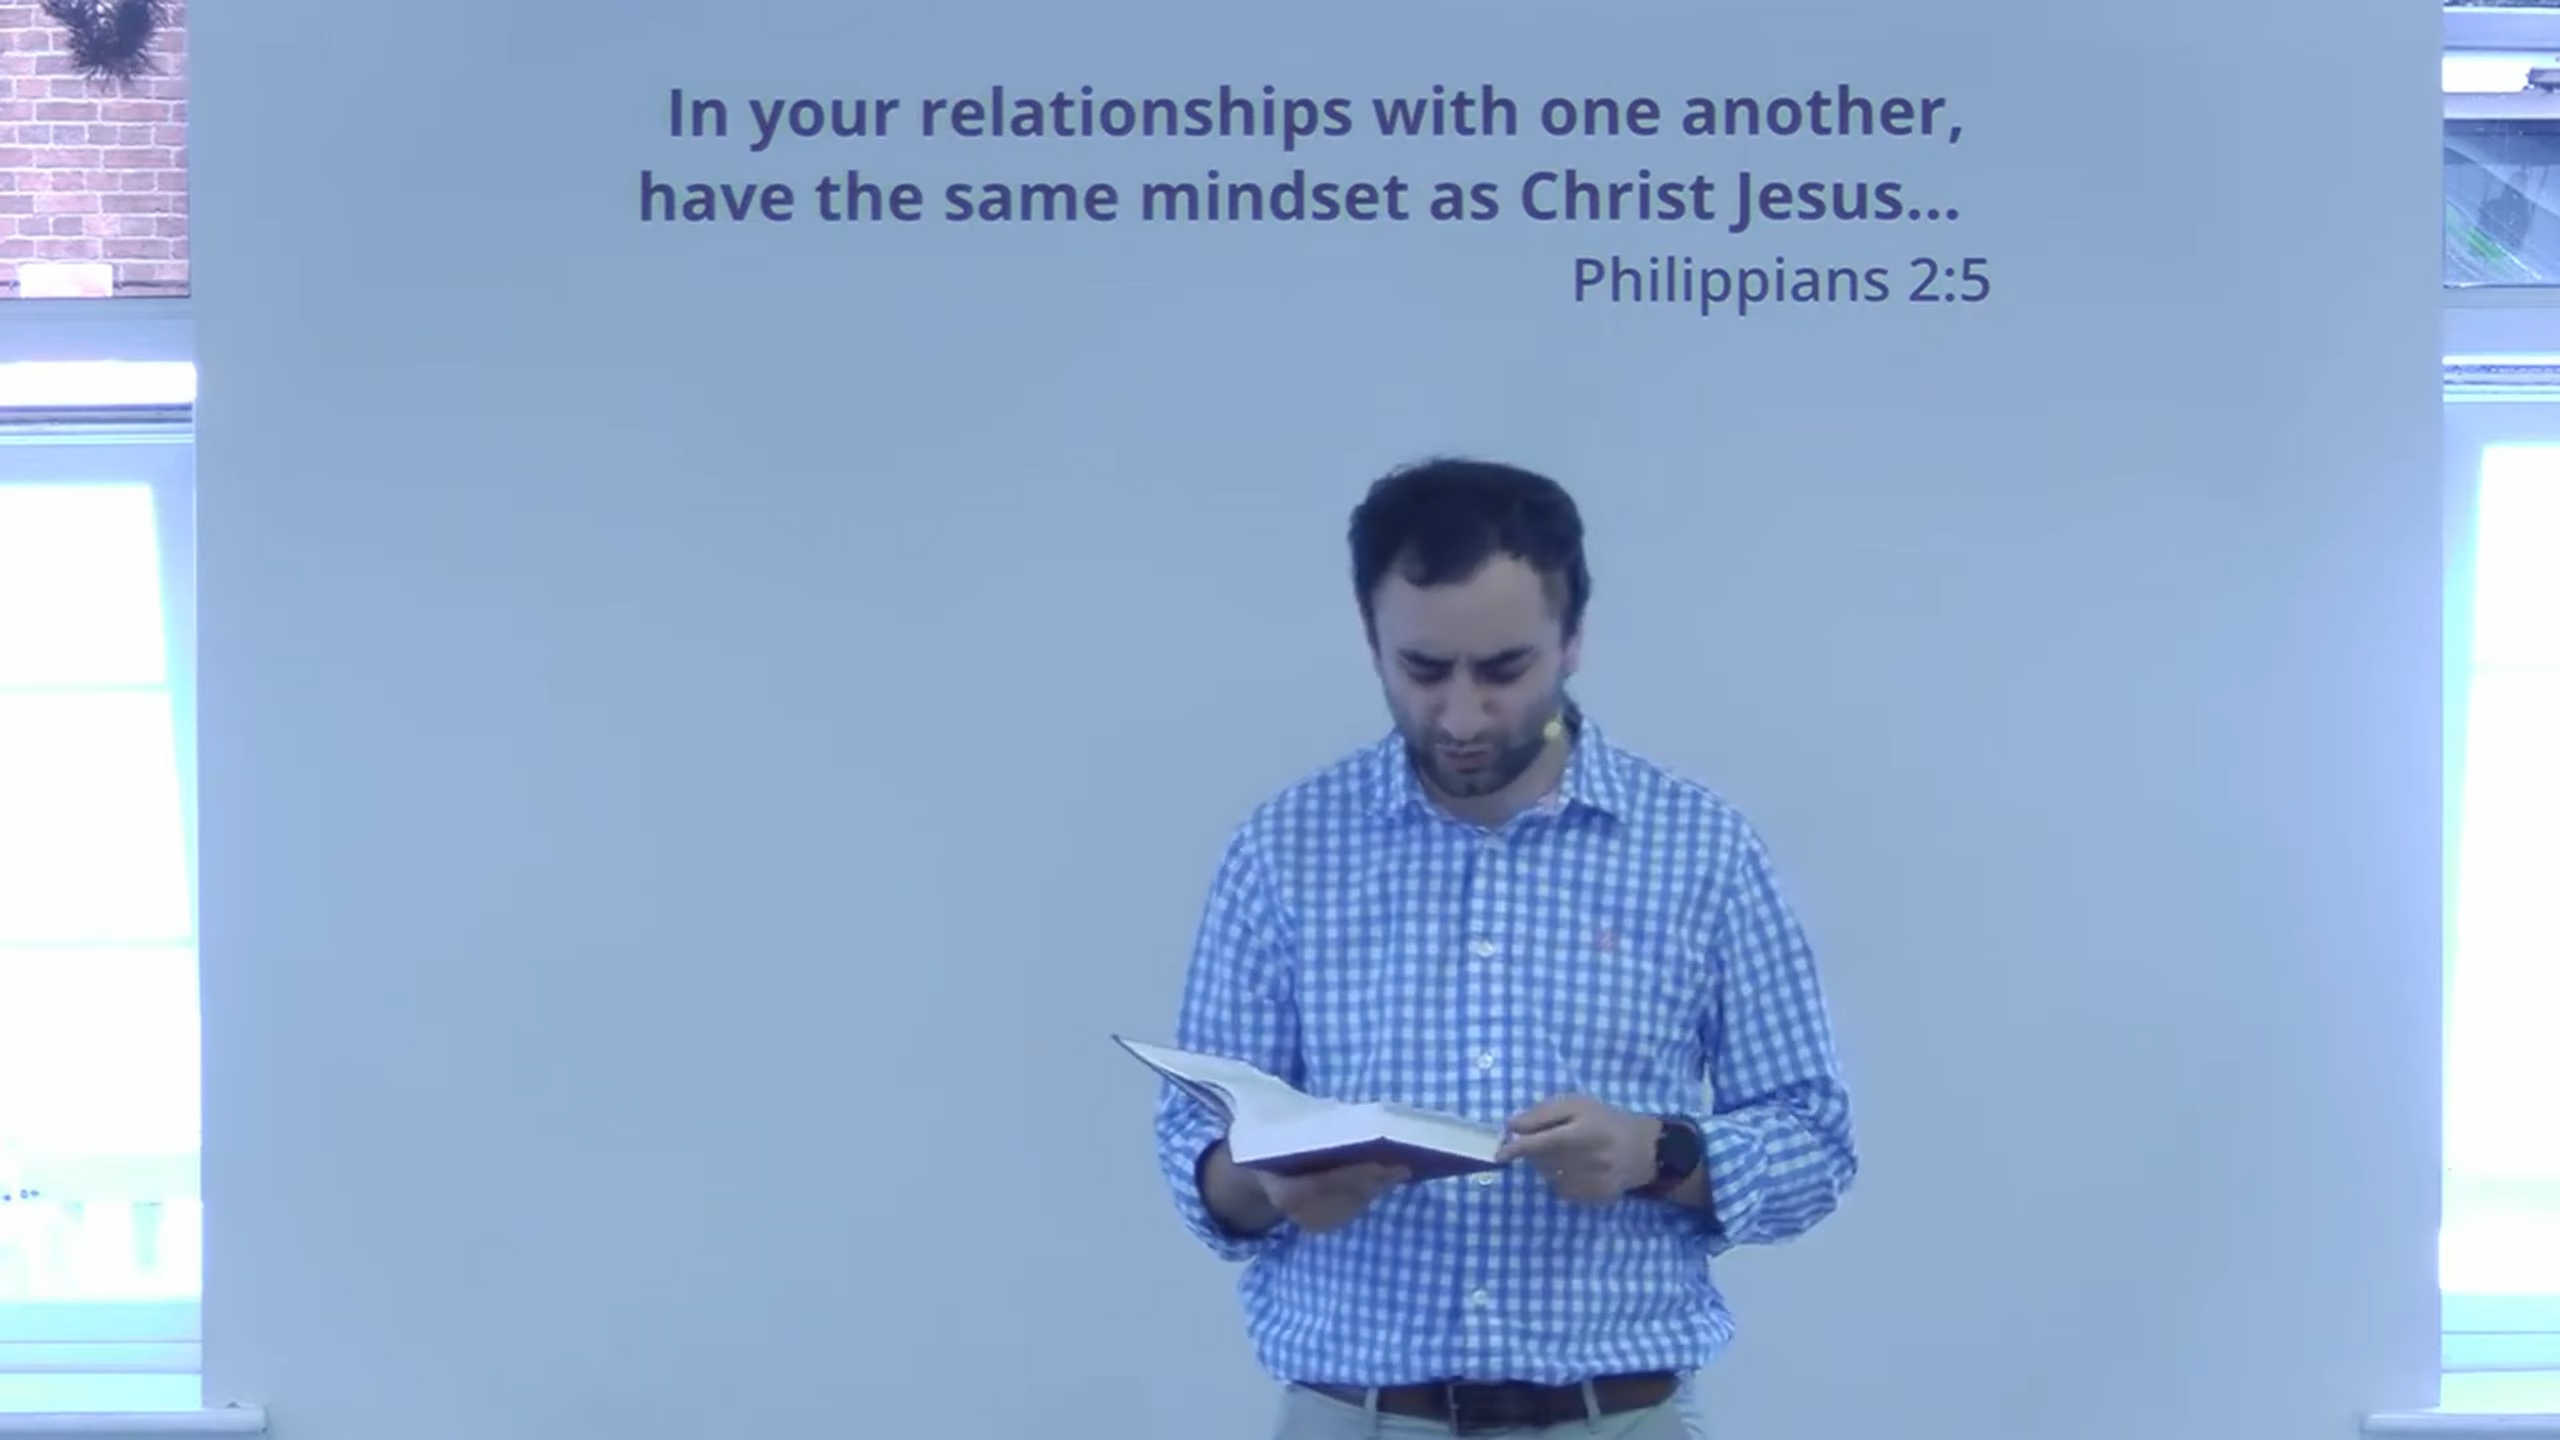 In your relationships with one another,
have the same mindset as Christ Jesus...
Philippians 2:5